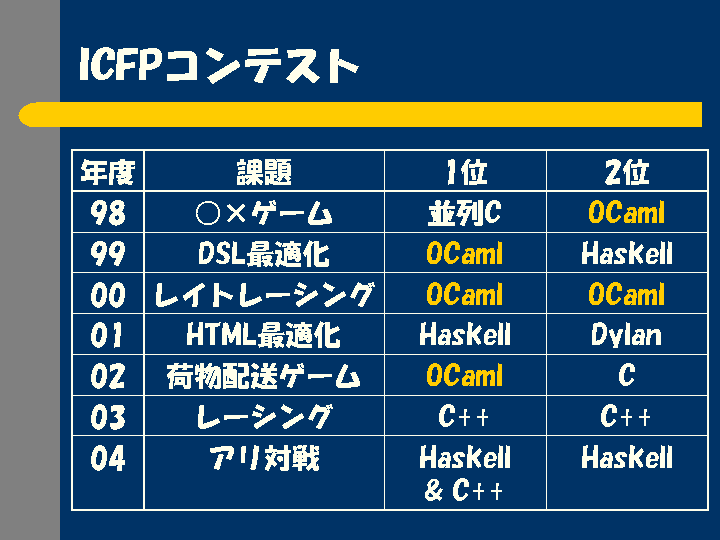 ICFPコンテスト
年度 課題 1位 2位
98 ○×ゲーム 並列C OCaml
99 DSL最適化 OCaml Haskell
00 レイトレーシング OCaml OCaml
01 HTML最適化 Haskell Dylan
02 荷物配送ゲーム OCaml C
03 レーシング C++ C++
04 アリ対戦 Haskell Haskell
& C++